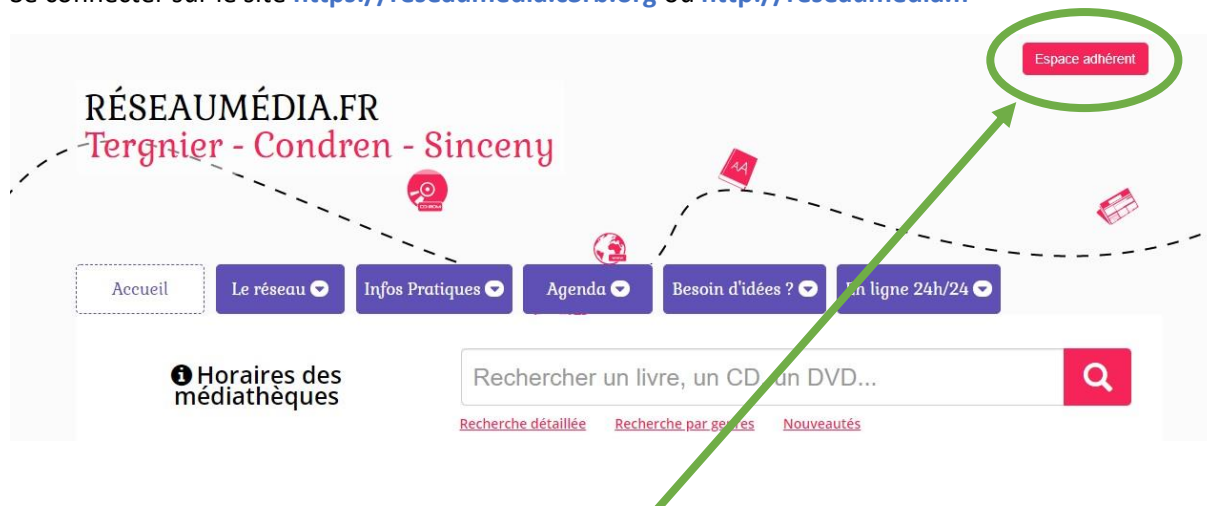 RÉSEAUMÉDIA.FR
Tergnier - Condren - Sinceny
Espace adhérent
Accueil
Le réseau
Infos Pratiques
Agenda
Besoin d'idées ?
En ligne 24h/24
Horaires des
médiathèques
Rechercher un livre, un CD, un DVD...
Recherche détaillée Recherche par genres Nouveautés